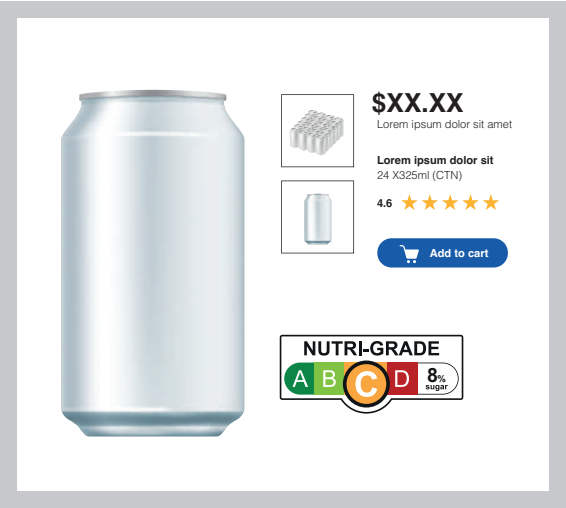 $XX.XX
Lorem ipsum dolor sit amet
Lorem ipsum dolor sit
24 X325ml (CTN)
4.6
Add to cart
NUTRI-GRADE
A B C D 8% sugar